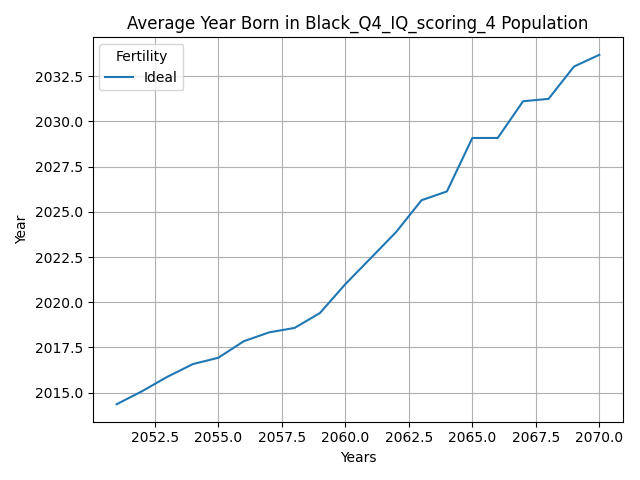 Average Year Born in Black_Q4_IQ_scoring_4 Population
Fertility
Ideal
2032.5
2030.0
2027.5
2025.0
2022.5
2020.0
2017.5
2015.0
Year
2052.5 2055.0 2057.5 2060.0 2062.5 2065.0 2067.5 2070.0
Years